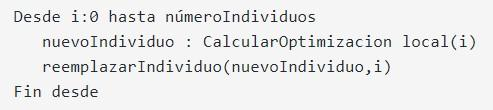 Desde i:0 hasta númeroIndividuos
nuevoIndividuo : CalcularOptimizacion local(i)
reemplazarIndividuo(nuevoIndividuo,i)
Fin desde